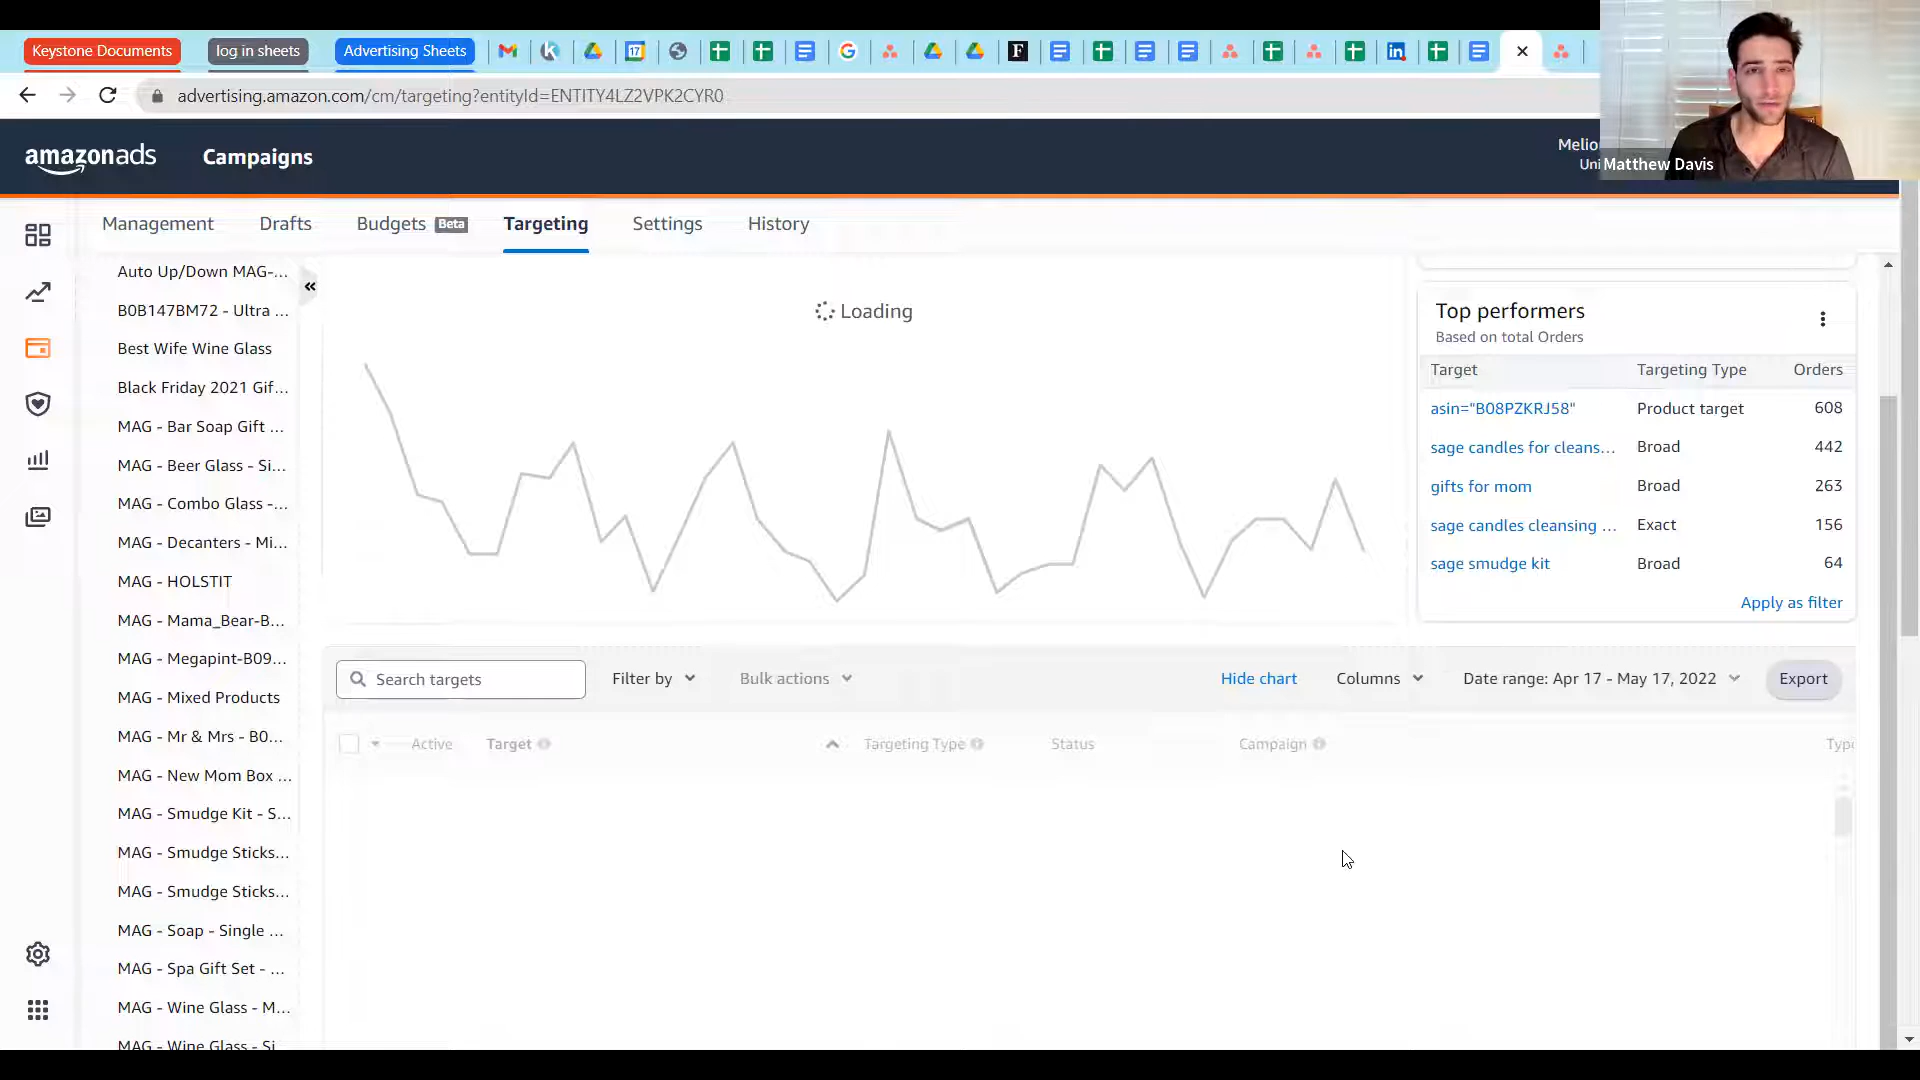 Keystone Documents
log in sheets
Advertising Sheets
advertising.amazon.com/cm/targeting?entityId=ENTITY4LZ2VPK2CYR0
amazonads
Campaigns
Melio
Uni
Matthew Davis
Management
Drafts
Budgets Beta
Targeting
Settings
History
Auto Up/Down MAG-...
B0B147BM72 - Ultra ...
Best Wife Wine Glass
Black Friday 2021 Gif...
MAG - Bar Soap Gift ...
MAG - Beer Glass - Si...
MAG - Combo Glass -...
MAG - Decanters - Mi...
MAG - HOLSTIT
MAG - Mama_Bear-B...
MAG - Megapint-B09...
MAG - Mixed Products
MAG - Mr & Mrs - B0...
MAG - New Mom Box ...
MAG - Smudge Kit - S...
MAG - Smudge Sticks...
MAG - Smudge Sticks...
MAG - Soap - Single ...
MAG - Spa Gift Set - ...
MAG - Wine Glass - M...
MAG - Wine Glass - Si
Loading
Top performers
Based on total Orders
Target Targeting Type Orders
asin="B08PZKRJ58" Product target 608
sage candles for cleans... Broad 442
gifts for mom Broad 263
sage candles cleansing ... Exact 156
sage smudge kit Broad 64
Apply as filter
Search targets
Filter by
Bulk actions
Hide chart
Columns
Date range: Apr 17 - May 17, 2022
Export
Active Target Targeting Type Status Campaign Type